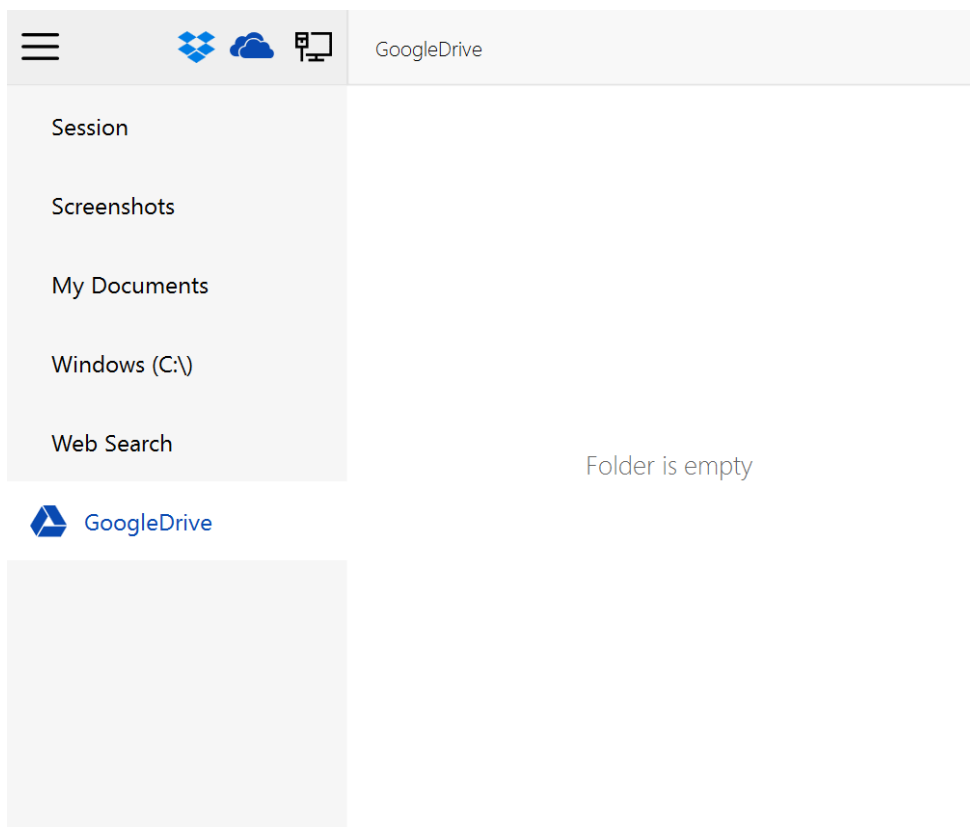 GoogleDrive
Session
Screenshots
My Documents
Windows (C:\)
Web Search
GoogleDrive
Folder is empty